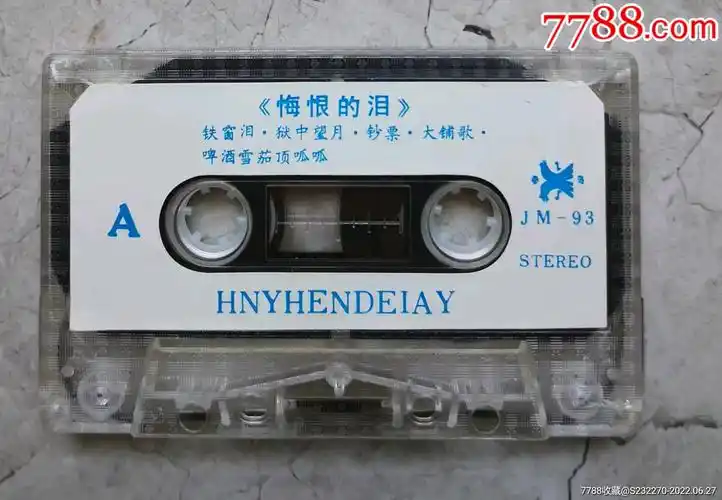 7788.com
《悔恨的泪》
铁窗泪·狱中望月·钞票·大铺歌·
啤酒雪茄顶呱呱
A
JM-93
STEREO
HNYHENDEIAY
7788收藏@S232270-2022.06.27